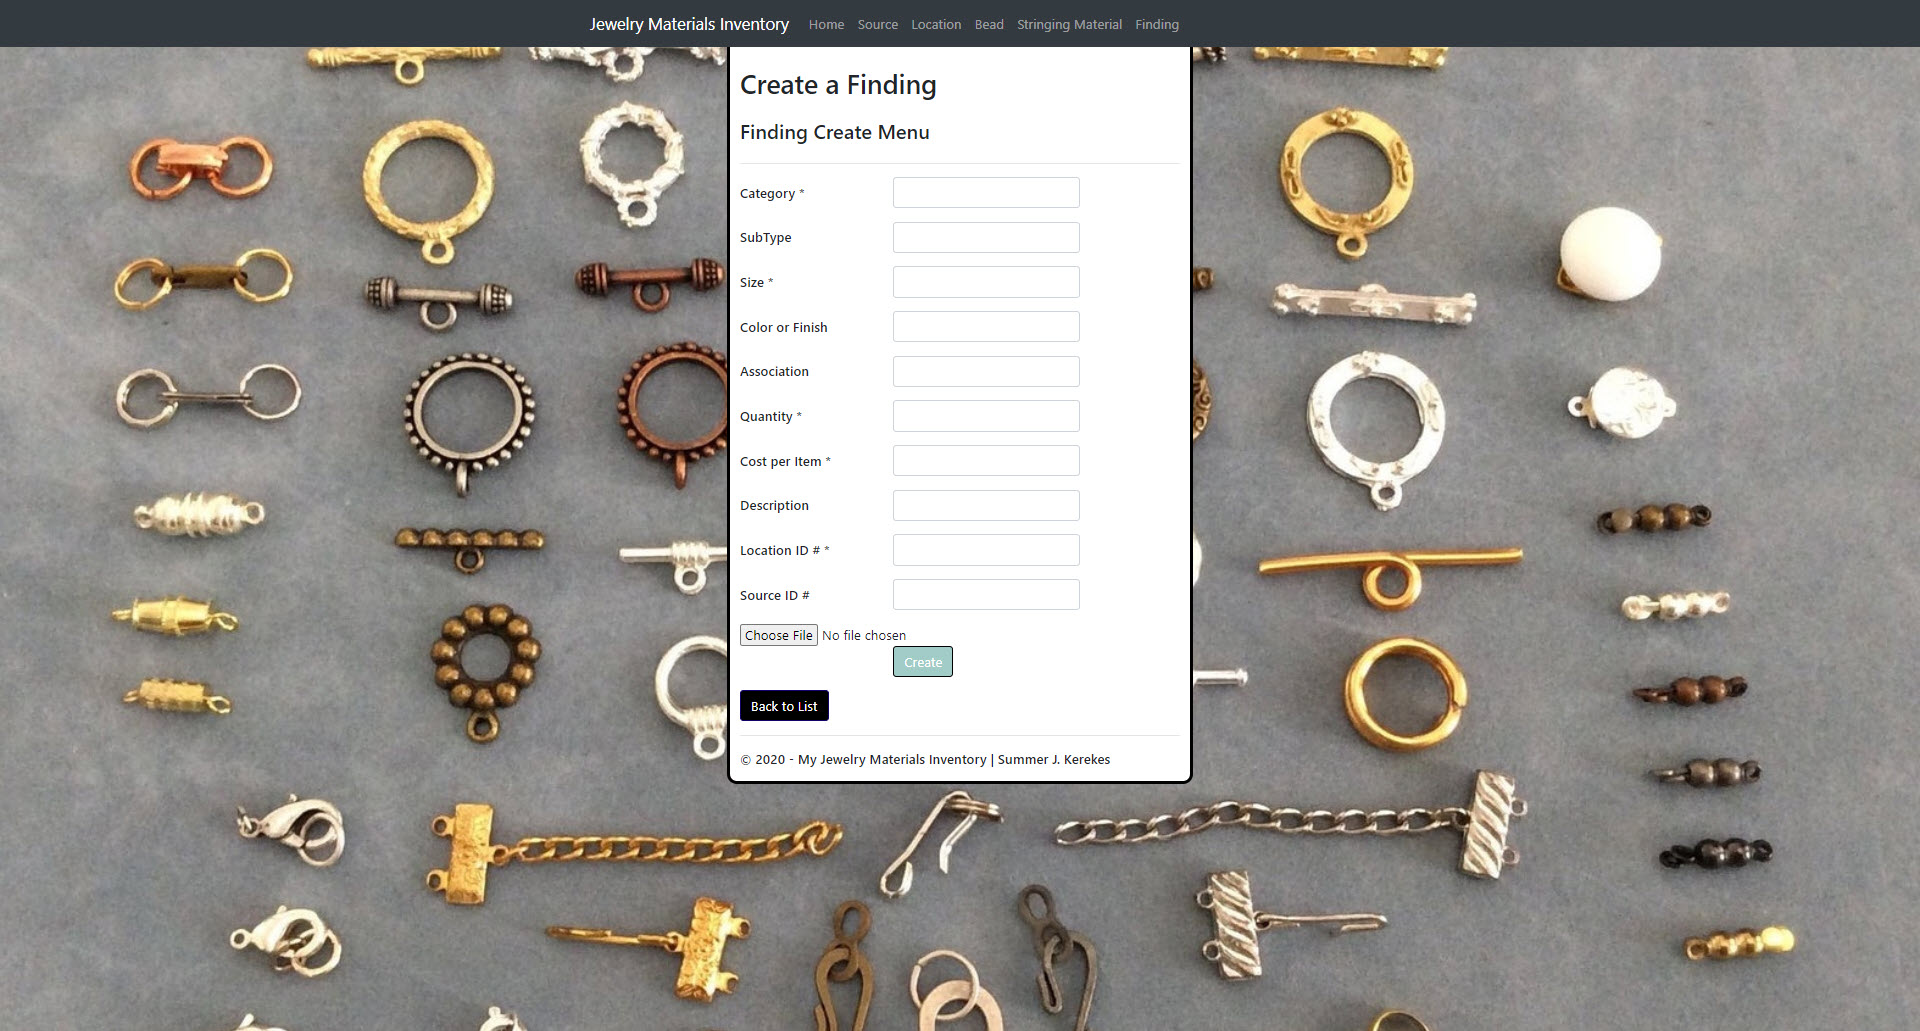 Jewelry Materials Inventory Home Source Location Bead Stringing Material Finding
Create a Finding
Finding Create Menu
Category *
SubType
Size *
Color or Finish
Association
Quantity *
Cost per Item *
Description
Location ID # *
Source ID #
Choose File No file chosen
Create
Back to List
© 2020 - My Jewelry Materials Inventory | Summer J. Kerekes